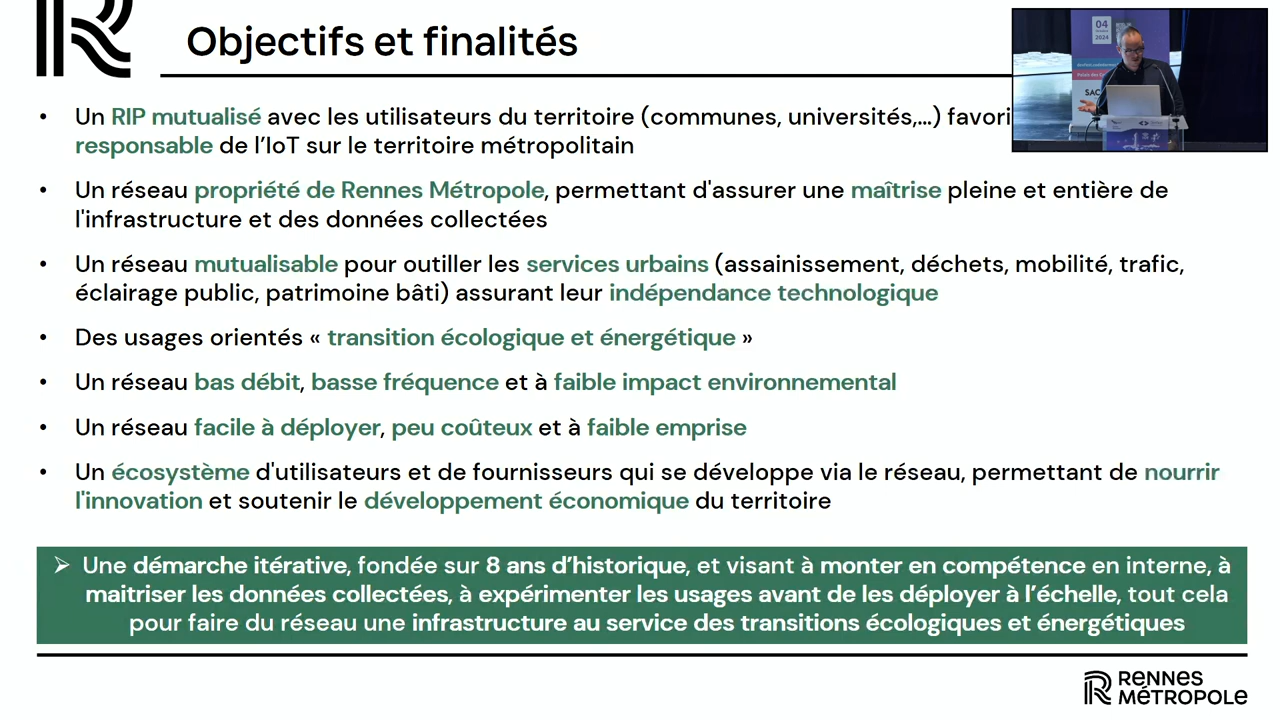 Objectifs et finalités
04
2024
SAC
• Un RIP mutualisé avec les utilisateurs du territoire (communes, universités,...) favori
responsable de l’IoT sur le territoire métropolitain
• Un réseau propriété de Rennes Métropole, permettant d'assurer une maîtrise pleine et entière de
l'infrastructure et des données collectées
• Un réseau mutualisable pour outiller les services urbains (assainissement, déchets, mobilité, trafic,
éclairage public, patrimoine bâti) assurant leur indépendance technologique
• Des usages orientés « transition écologique et énergétique »
• Un réseau bas débit, basse fréquence et à faible impact environnemental
• Un réseau facile à déployer, peu coûteux et à faible emprise
• Un écosystème d'utilisateurs et de fournisseurs qui se développe via le réseau, permettant de nourrir
l'innovation et soutenir le développement économique du territoire
➢ Une démarche itérative, fondée sur 8 ans d’historique, et visant à monter en compétence en interne, à
maitriser les données collectées, à expérimenter les usages avant de les déployer à l’échelle, tout cela
pour faire du réseau une infrastructure au service des transitions écologiques et énergétiques
RENNES
MÉTROPOLE